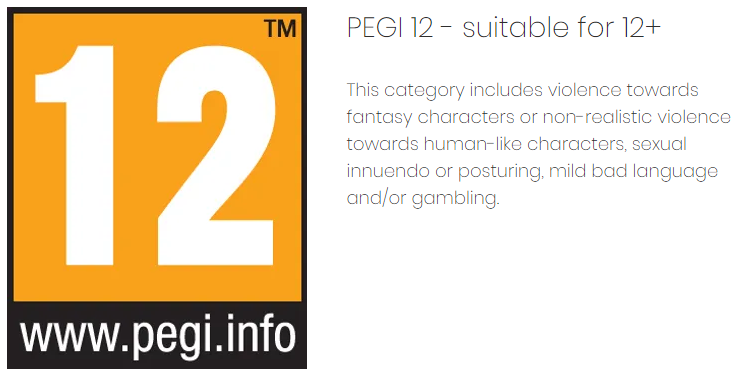 TM
12
www.pegi.info
PEGI 12 - suitable for 12+
This category includes violence towards
fantasy characters or non-realistic violence
towards human-like characters, sexual
innuendo or posturing, mild bad language
and/or gambling.